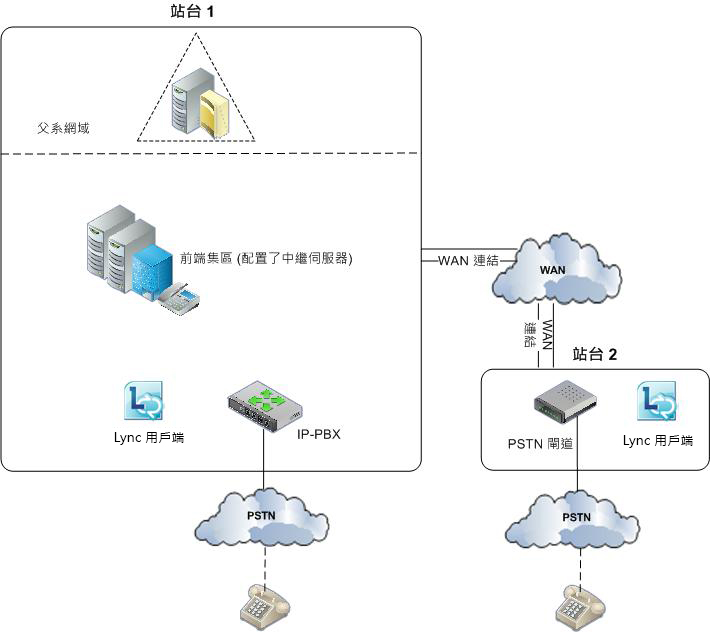 站台 1
父系網域
前端集區 (配置了中繼伺服器)
WAN 連結
WAN
WAN 連結
站台 2
Lync 用戶端
IP-PBX
PSTN 閘道
Lync 用戶端
PSTN
PSTN